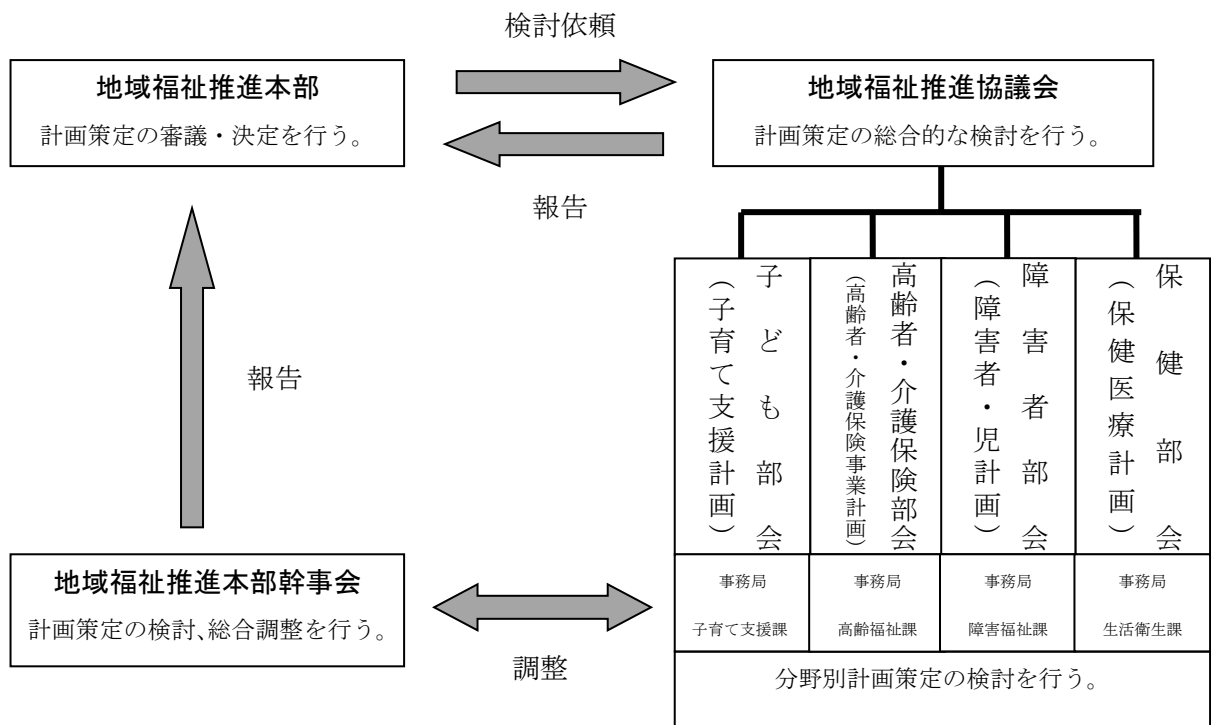 検討依頼
地域福祉推進本部
計画策定の審議・決定を行う。
地域福祉推進協議会
計画策定の総合的な検討を行う。
報告
子ども部会
（子育て支援計画）
高齢者・介護保険部会
（高齢者・介護保険事業計画）
障害者部会
（障害者・児計画）
保健部会
（保健医療計画）
報告
地域福祉推進本部幹事会
計画策定の検討、総合調整を行う。
調整
事務局
子育て支援課
事務局
高齢福祉課
事務局
障害福祉課
事務局
生活衛生課
分野別計画策定の検討を行う。